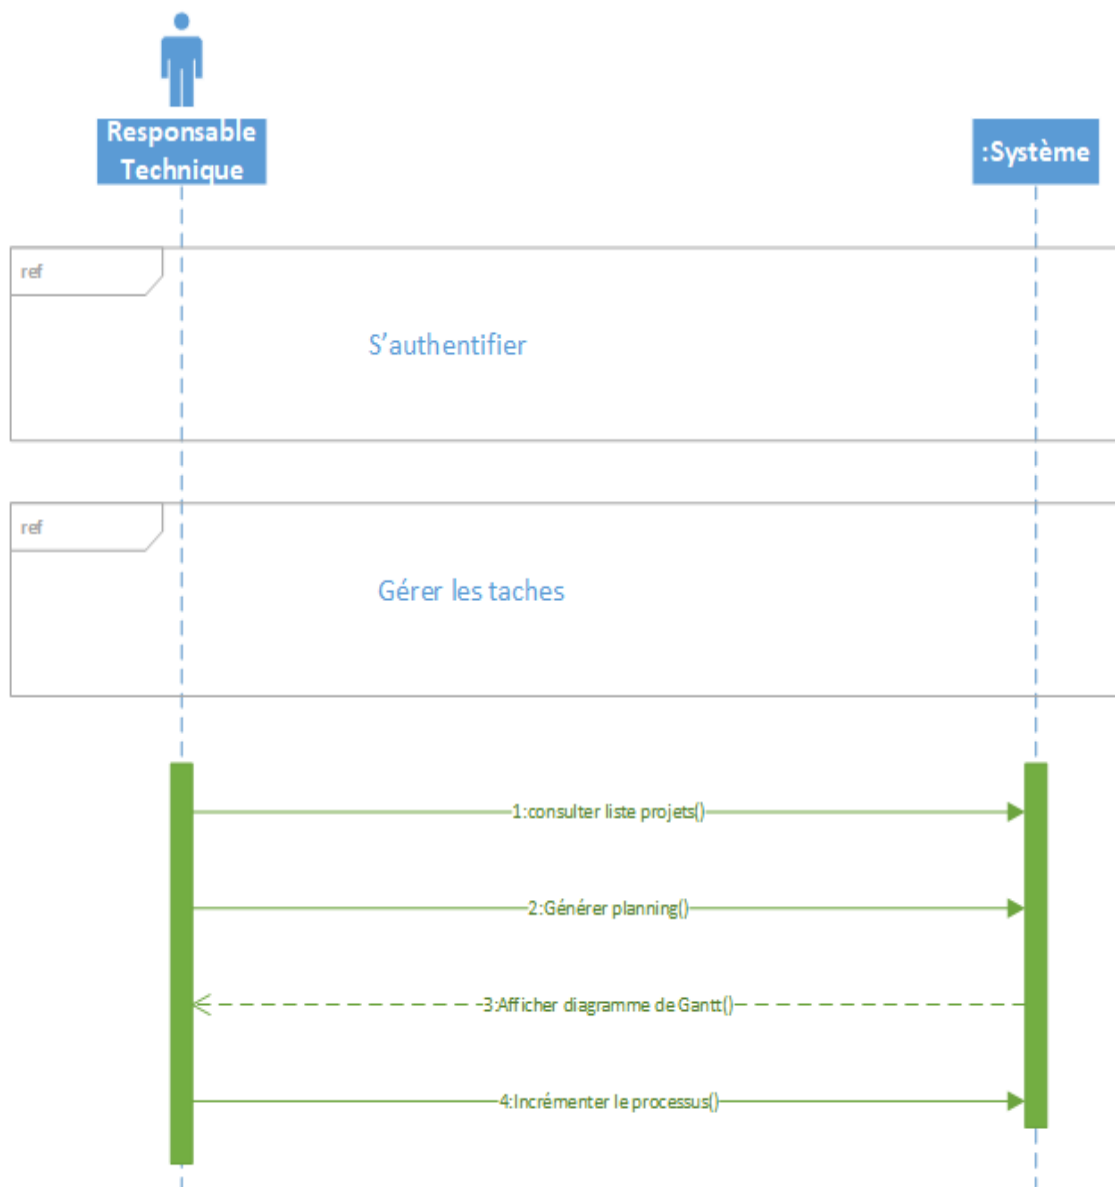 Responsable
Technique
:Système
ref
S'authentifier
ref
Gérer les taches
1:consulter liste projets()
2:Générer planning()
3:Afficher diagramme de Gantt()
4:Incrémenter le processus()